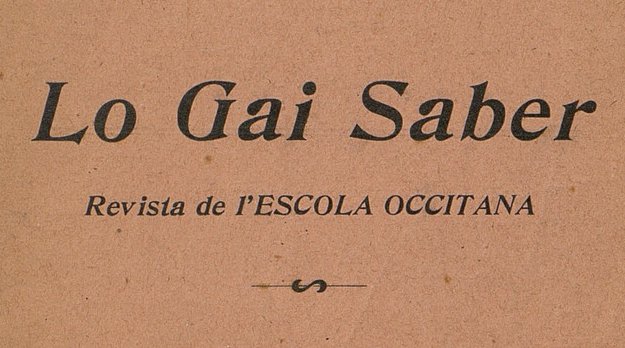 Lo Gai Saber
Revista de l'ESCOLA OCCITANA